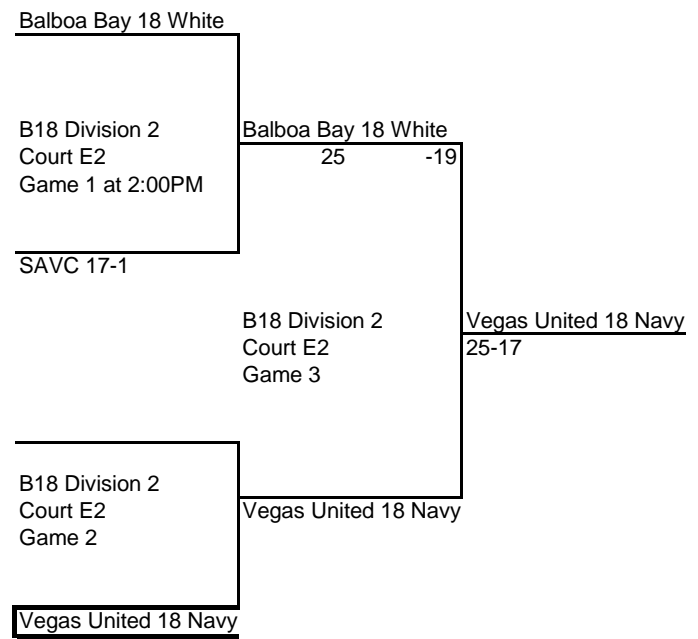 Balboa Bay 18 White
B18 Division 2
Court E2
Game 1 at 2:00PM
Balboa Bay 18 White
25 -19
SAVC 17-1
B18 Division 2
Court E2
Game 3
Vegas United 18 Navy
25-17
B18 Division 2
Court E2
Game 2
Vegas United 18 Navy
Vegas United 18 Navy